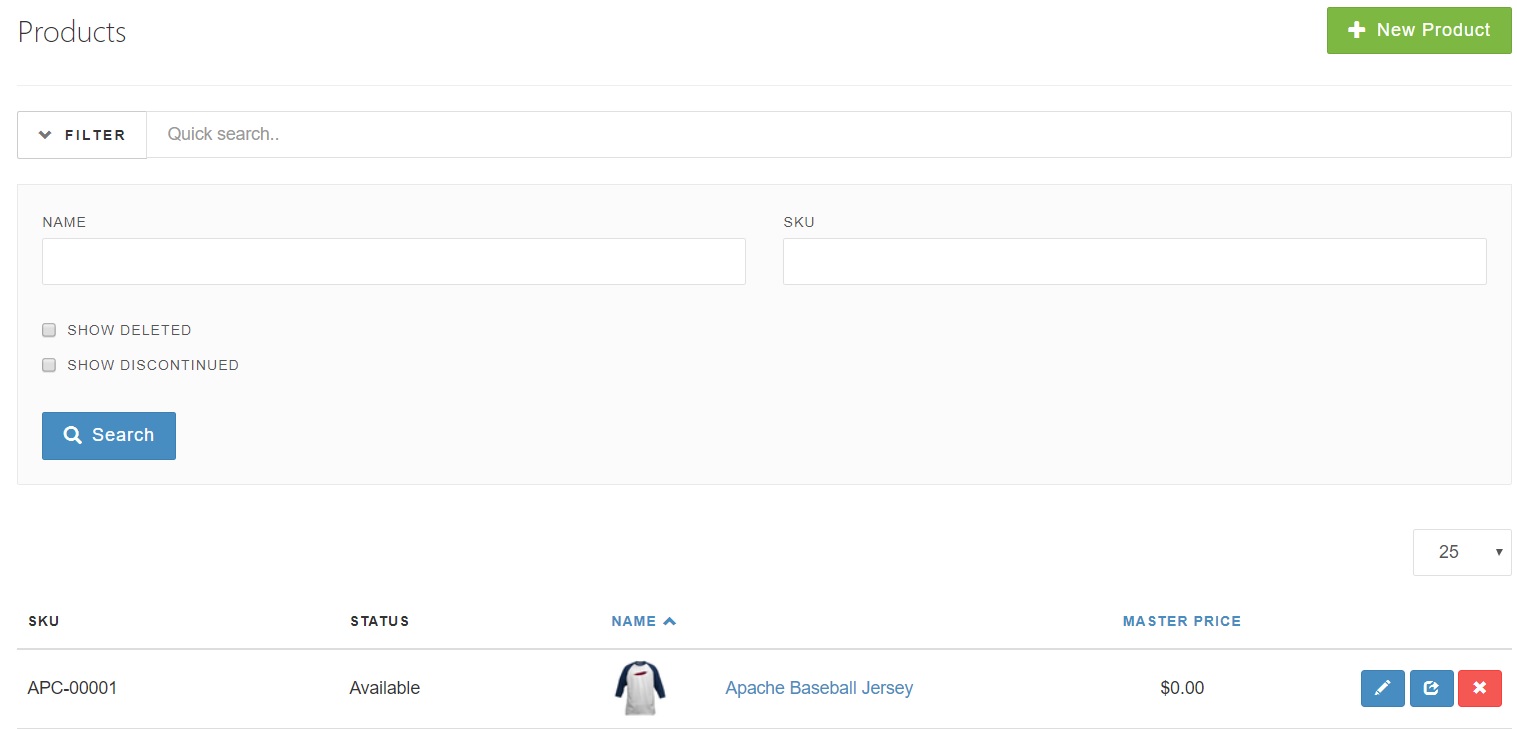 Products
New Product
FILTER
Quick search..
NAME
SKU
SHOW DELETED
SHOW DISCONTINUED
Search
25
SKU STATUS NAME MASTER PRICE
APC-00001 Available Apache Baseball Jersey $0.00